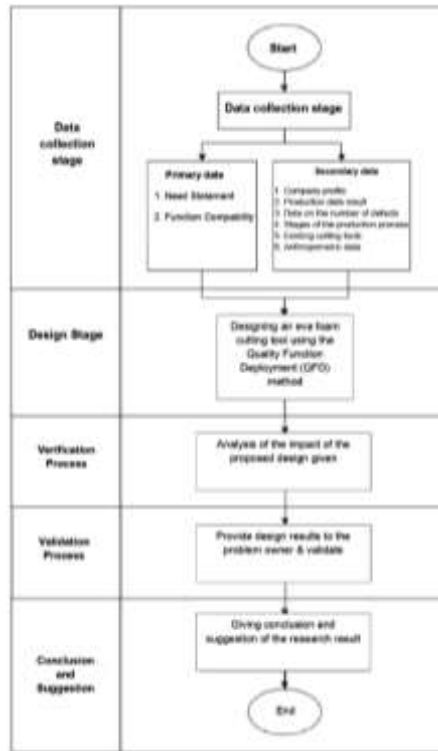 Start
Data
collection
stage
Data collection stage
Primary data
1. Need Statement
2. Function Compability
Secondary data
1. Company profile
2. Production data result
3. Data on the number of defects
4. Stages of the production process
5. Existing cutting tools
6. Anthropometric data
Design Stage
Designing an eva foam
cutting tool using the
Quality Function
Deployment (QFD)
method
Verification
Process
Analysis of the impact of the
proposed design given
Validation
Process
Provide design results to the
problem owner & validate
Conclusion
and
Suggestion
Giving conclusion and
suggestion of the research
result
End